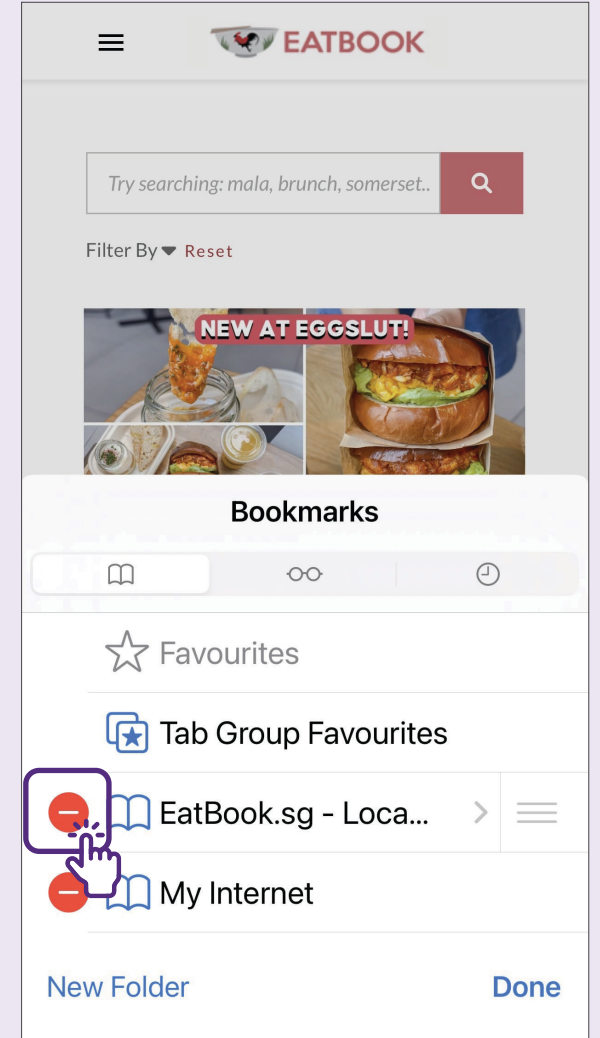 EATBOOK
Try searching: mala, brunch, somerset..
Filter By Reset
NEW AT EGGSLUT!
Bookmarks
Favourites
Tab Group Favourites
EatBook.sg - Loca...
My Internet
New Folder Done